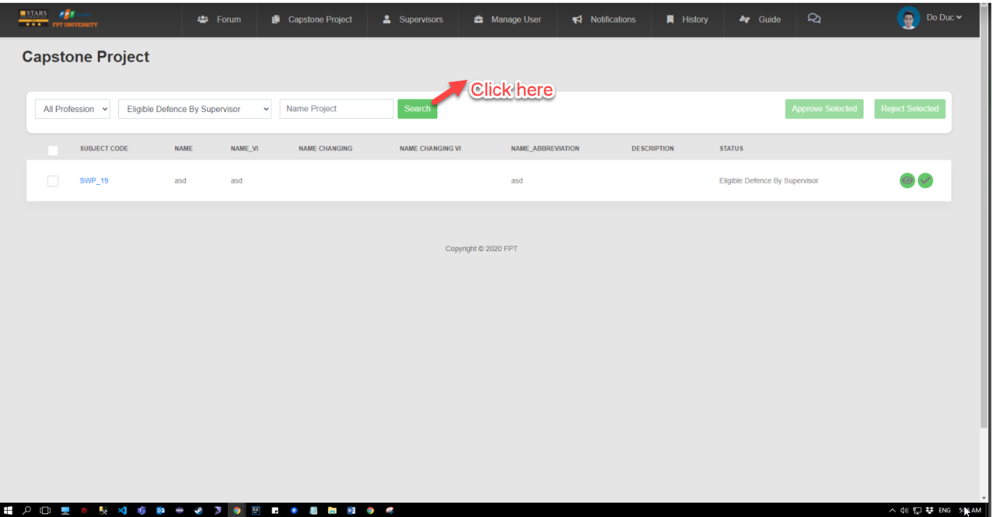 STARS
FPT UNIVERSITY
Forum
Capstone Project
Supervisors
Manage User
Notifications
History
Guide
Do Duc
Capstone Project
Click here
All Profession
Eligible Defence By Supervisor
Name Project
Search
Approve Selected
Reject Selected
SUBJECT CODE NAME NAME_VI NAME CHANGING NAME CHANGING VI NAME_ABBREVIATION DESCRIPTION STATUS
SWP_19 asd asd asd Eligible Defence By Supervisor
Copyright © 2020 FPT
ENG
AM